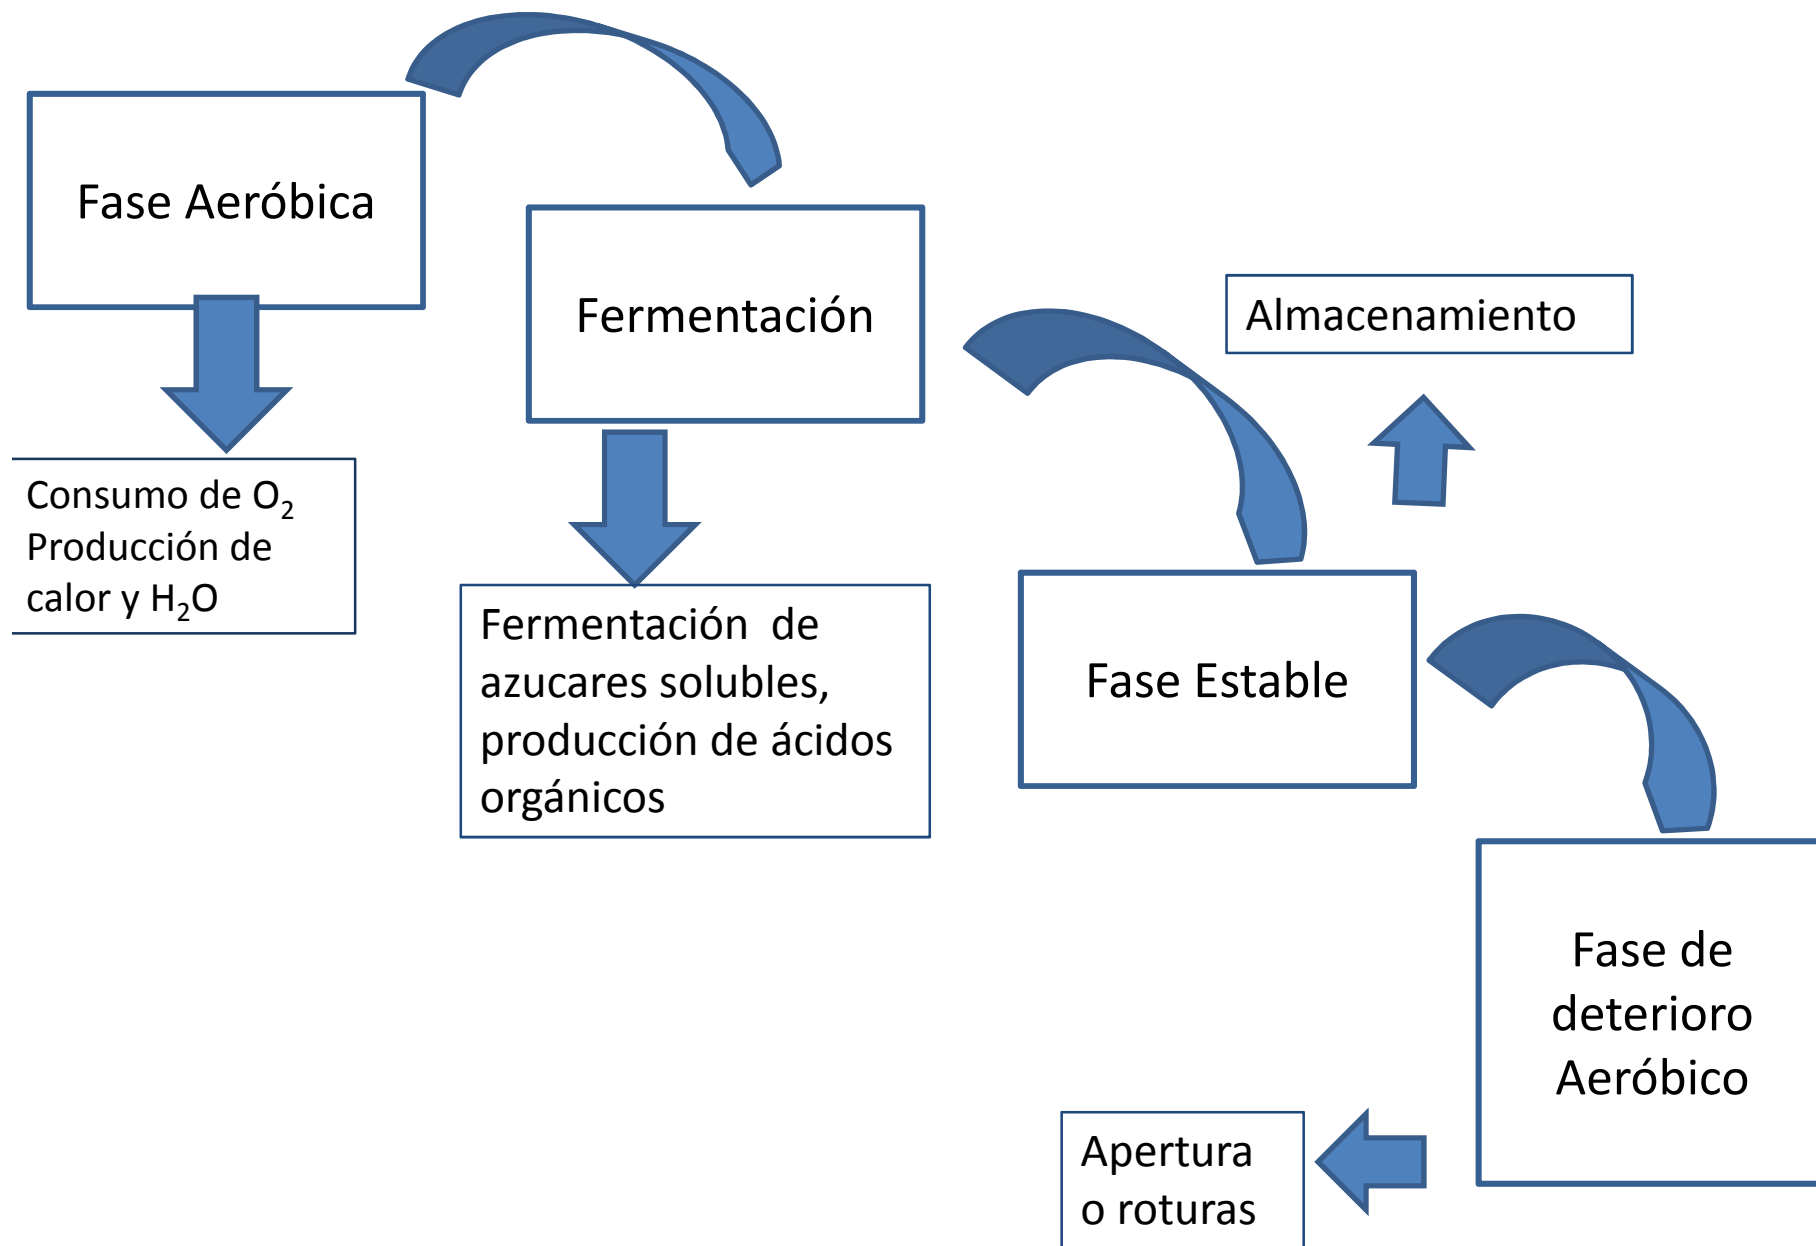 Fase Aeróbica
Consumo de O₂
Producción de
calor y H₂O
Fermentación
Fermentación  de
azucares solubles,
producción de ácidos
orgánicos
Almacenamiento
Fase Estable
Fase de
deterioro
Aeróbico
Apertura
o roturas